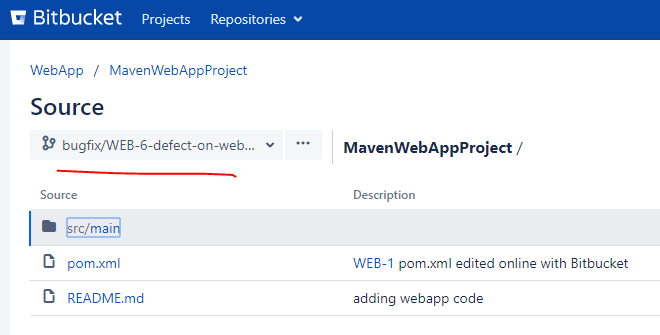 Bitbucket Projects Repositories
WebApp / MavenWebAppProject
Source
bugfix/WEB-6-defect-on-web... ··· MavenWebAppProject /
Source Description
src/main
pom.xml WEB-1 pom.xml edited online with Bitbucket
README.md adding webapp code